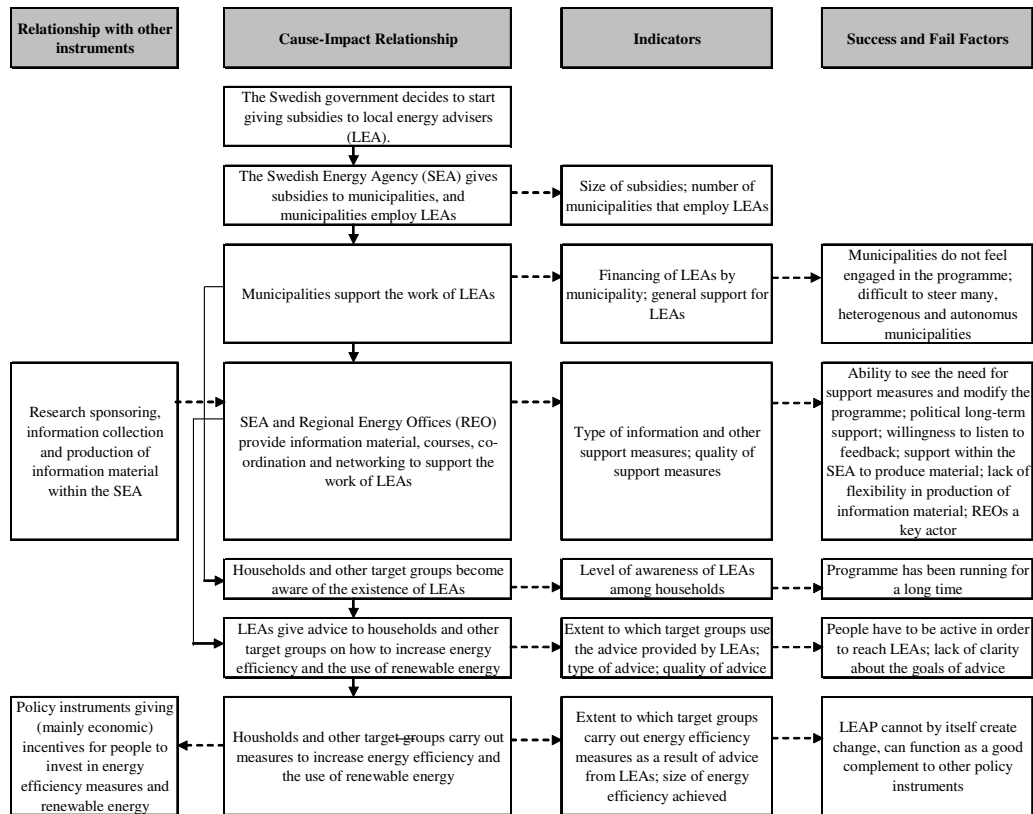 Relationship with other
instruments
Cause-Impact Relationship
Indicators
Success and Fail Factors
The Swedish government decides to start
giving subsidies to local energy advisers
(LEA).
The Swedish Energy Agency (SEA) gives
subsidies to municipalities, and
municipalities employ LEAs
Size of subsidies; number of
municipalities that employ LEAs
Municipalities support the work of LEAs
Financing of LEAs by
municipality; general support for
LEAs
Municipalities do not feel
engaged in the programme;
difficult to steer many,
heterogenous and autonomus
municipalities
Research sponsoring,
information collection
and production of
information material
within the SEA
SEA and Regional Energy Offices (REO)
provide information material, courses, co-
ordination and networking to support the
work of LEAs
Type of information and other
support measures; quality of
support measures
Ability to see the need for
support measures and modify the
programme; political long-term
support; willingness to listen to
feedback; support within the
SEA to produce material; lack of
flexibility in production of
information material; REOs a
key actor
Households and other target groups become
aware of the existence of LEAs
Level of awareness of LEAs
among households
Programme has been running for
a long time
LEAs give advice to households and other
target groups on how to increase energy
efficiency and the use of renewable energy
Extent to which target groups use
the advice provided by LEAs;
type of advice; quality of advice
People have to be active in order
to reach LEAs; lack of clarity
about the goals of advice
Policy instruments giving
(mainly economic)
incentives for people to
invest in energy
efficiency measures and
renewable energy
Housholds and other target groups carry out
measures to increase energy efficiency and
the use of renewable energy
Extent to which target groups
carry out energy efficiency
measures as a result of advice
from LEAs; size of energy
efficiency achieved
LEAP cannot by itself create
change, can function as a good
complement to other policy
instruments